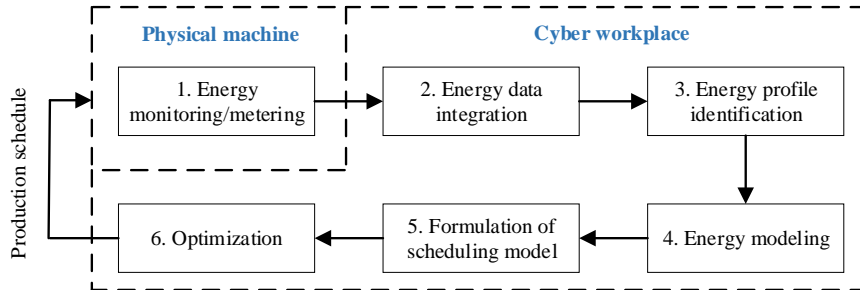 Physical machine
Cyber workplace
1. Energy
monitoring/metering
2. Energy data
integration
3. Energy profile
identification
Production schedule
6. Optimization
5. Formulation of
scheduling model
4. Energy modeling